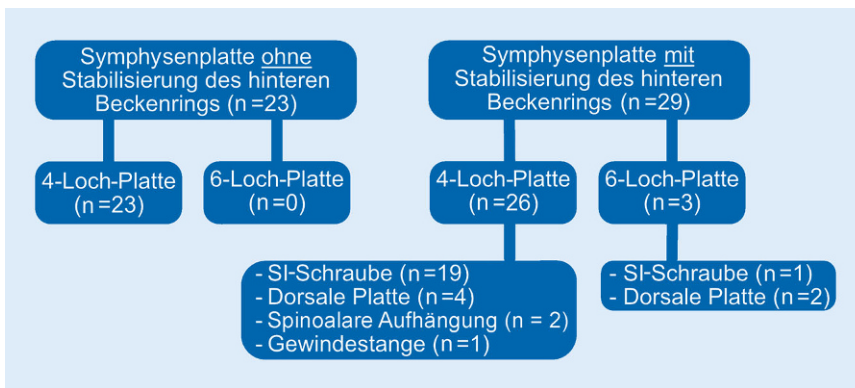 Symphysenplatte ohne
Stabilisierung des hinteren
Beckenrings (n=23)
4-Loch-Platte
(n=23)
6-Loch-Platte
(n=0)
Symphysenplatte mit
Stabilisierung des hinteren
Beckenrings (n=29)
4-Loch-Platte
(n=26)
6-Loch-Platte
(n=3)
- SI-Schraube (n=19)
- Dorsale Platte (n=4)
- Spinoalare Aufhängung (n = 2)
- Gewindestange (n=1)
- SI-Schraube (n=1)
- Dorsale Platte (n=2)